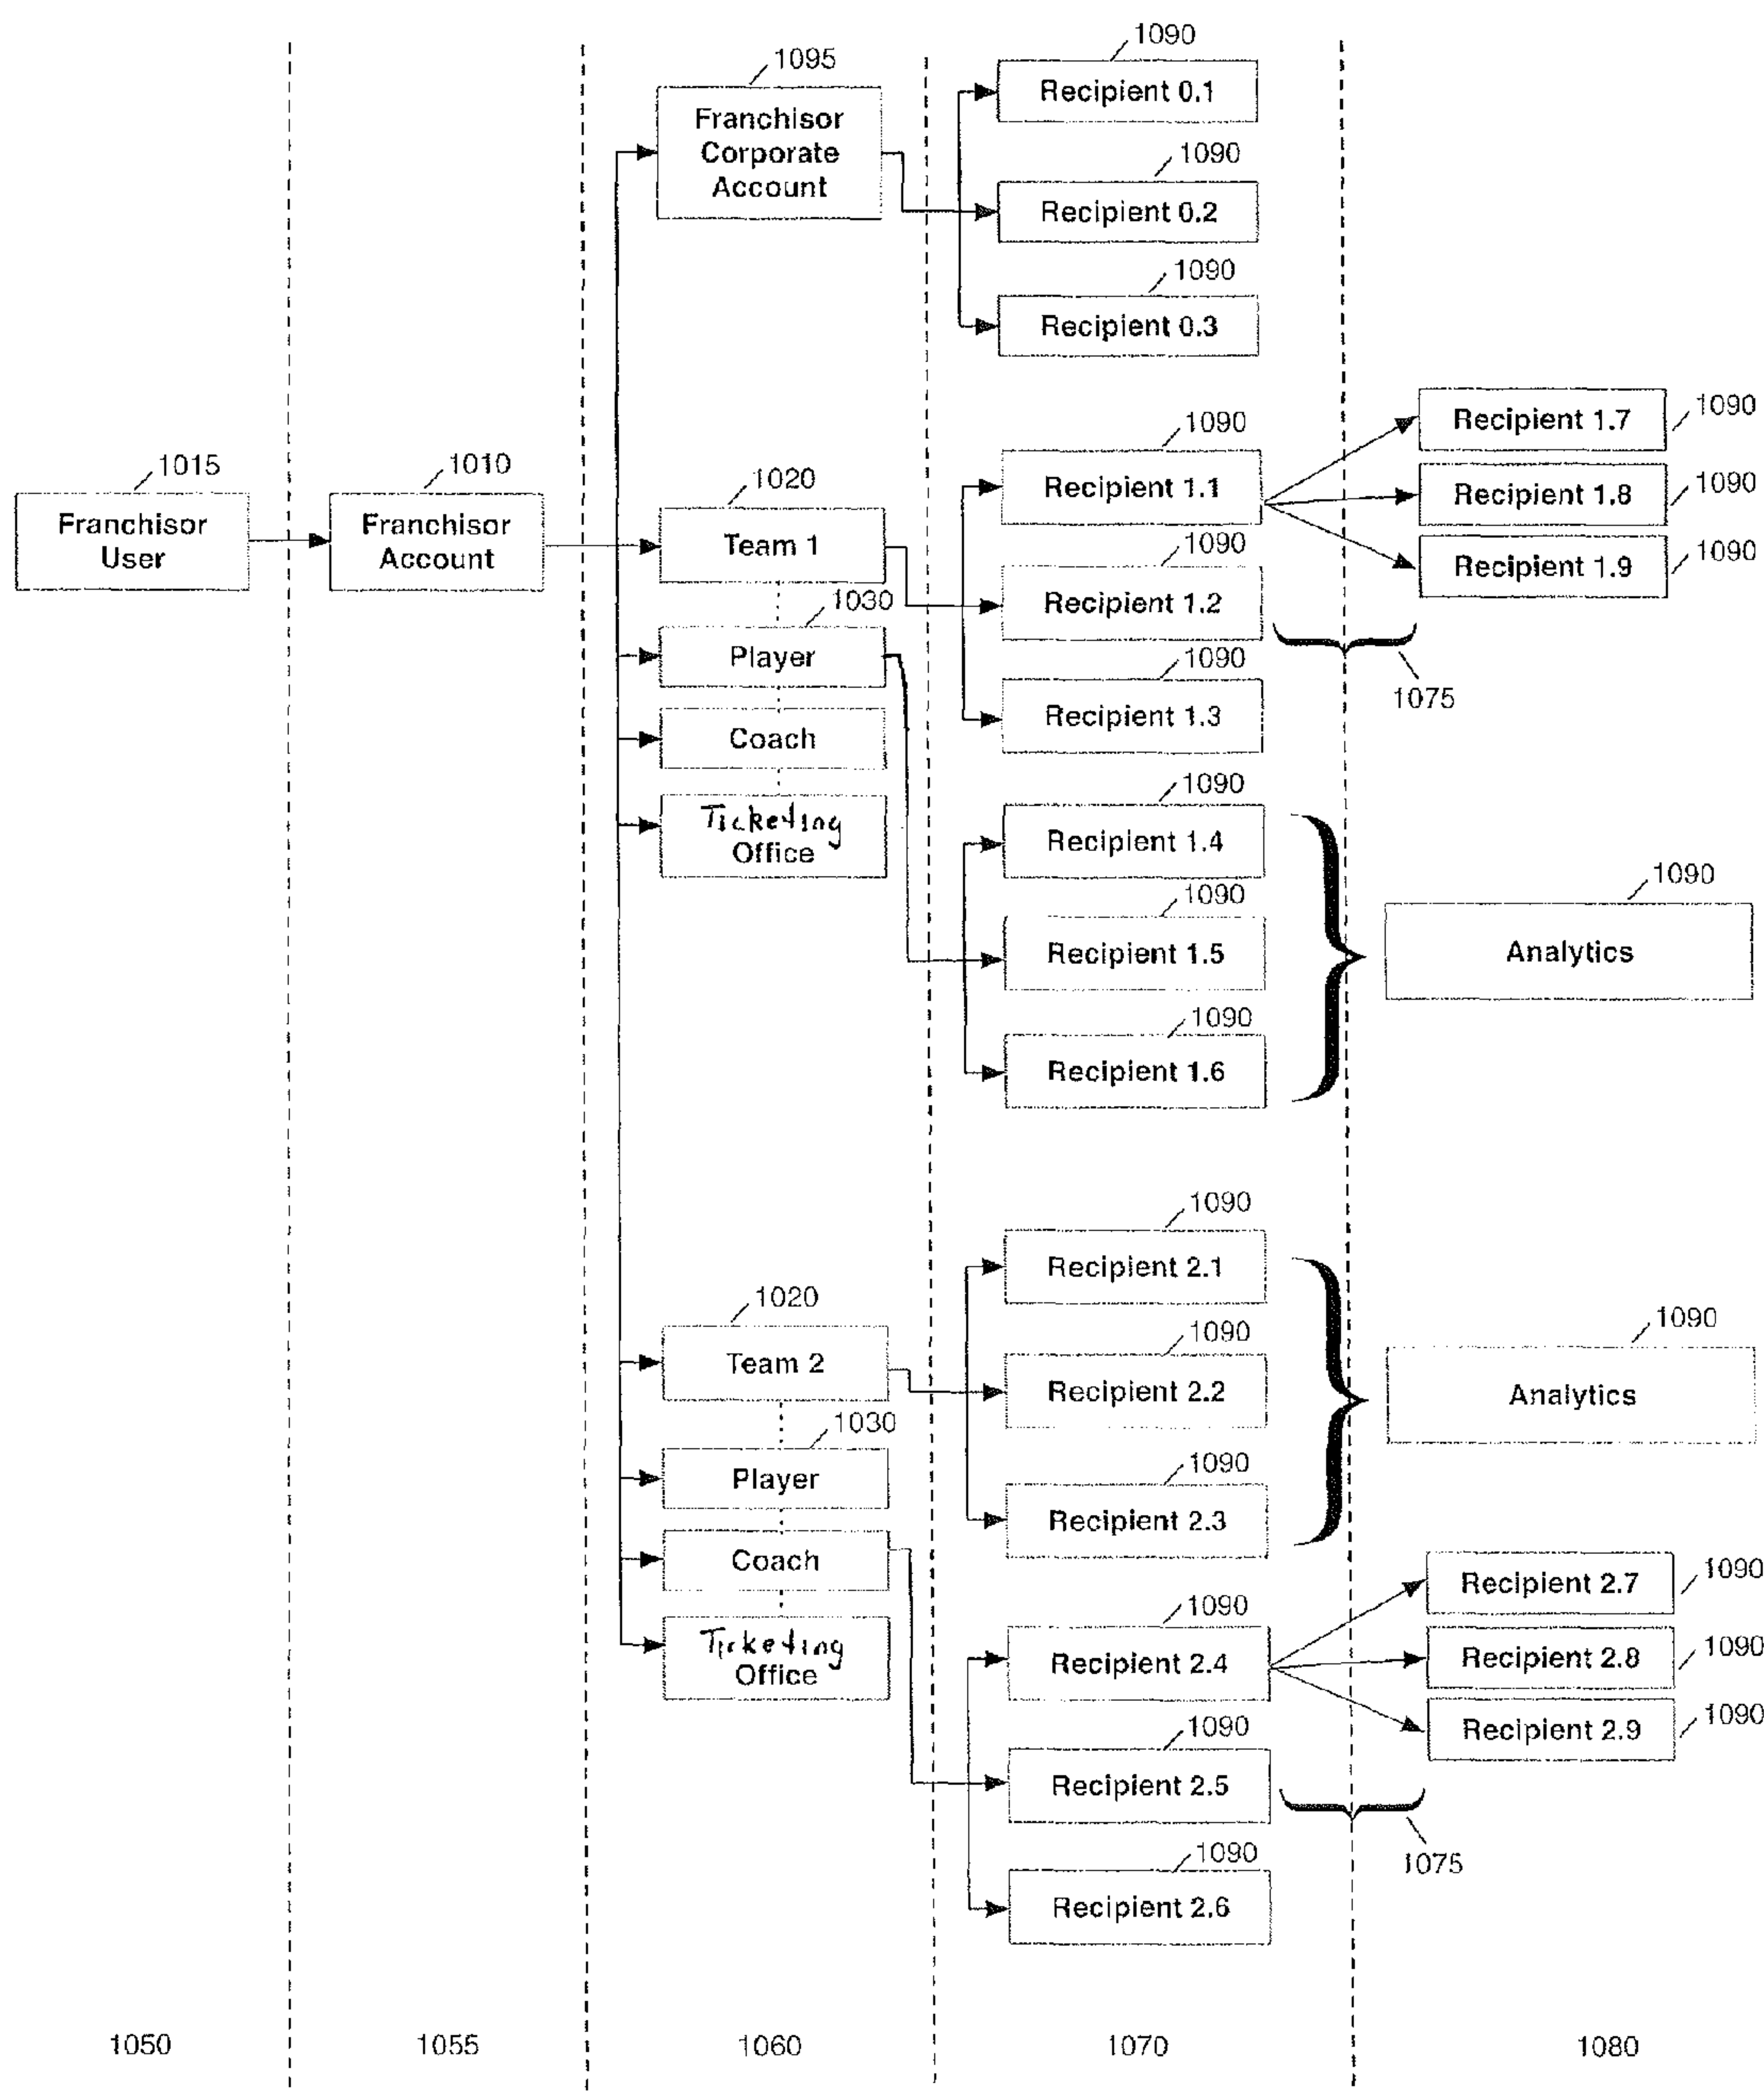 1015
Franchisor
User
1010
Franchisor
Account
1095
Franchisor
Corporate
Account
1020
Team 1
1030
Player
Coach
Ticketing
Office
1020
Team 2
1030
Player
Coach
Ticketing
Office
1090
Recipient 0.1
1090
Recipient 0.2
1090
Recipient 0.3
1090
Recipient 1.1
1090
Recipient 1.2
1090
Recipient 1.3
1090
Recipient 1.4
1090
Recipient 1.5
1090
Recipient 1.6
1090
Recipient 2.1
1090
Recipient 2.2
1090
Recipient 2.3
1090
Recipient 2.4
1090
Recipient 2.5
1090
Recipient 2.6
Recipient 1.7 1090
Recipient 1.8 1090
Recipient 1.9 1090
1075
1090
Analytics
1090
Analytics
Recipient 2.7 1090
Recipient 2.8 1090
Recipient 2.9 1090
1075
1050 1055 1060 1070 1080